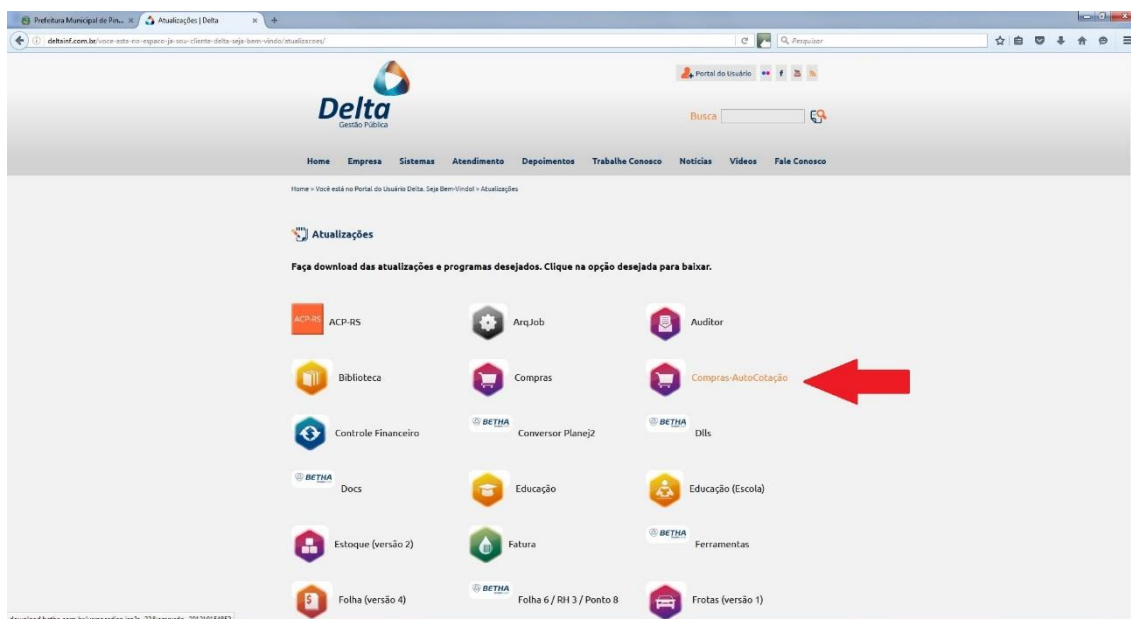 Prefeitura Municipal de Pin...
Atualizações | Delta
deltainf.com.br/voce-esta-no-espaco-ja-sou-cliente-delta-seja-bem-vindo/atualizacoes/
Pesquisar
Delta
Gestão Pública
Portal do Usuário
Busca
Home Empresa Sistemas Atendimento Depoimentos Trabalhe Conosco Notícias Vídeos Fale Conosco
Home » Você está no Portal do Usuário Delta. Seja Bem-Vindo! » Atualizações
Atualizações
Faça download das atualizações e programas desejados. Clique na opção desejada para baixar.
ACP-RS ACP-RS ArqJob Auditor
Biblioteca Compras Compras-AutoCotação
Controle Financeiro BETHA Conversor Planej2 BETHA Dlls
BETHA Docs Educação Educação (Escola)
Estoque (versão 2) Fatura BETHA Ferramentas
Folha (versão 4) BETHA Folha 6 / RH 3 / Ponto 8 Frotas (versão 1)